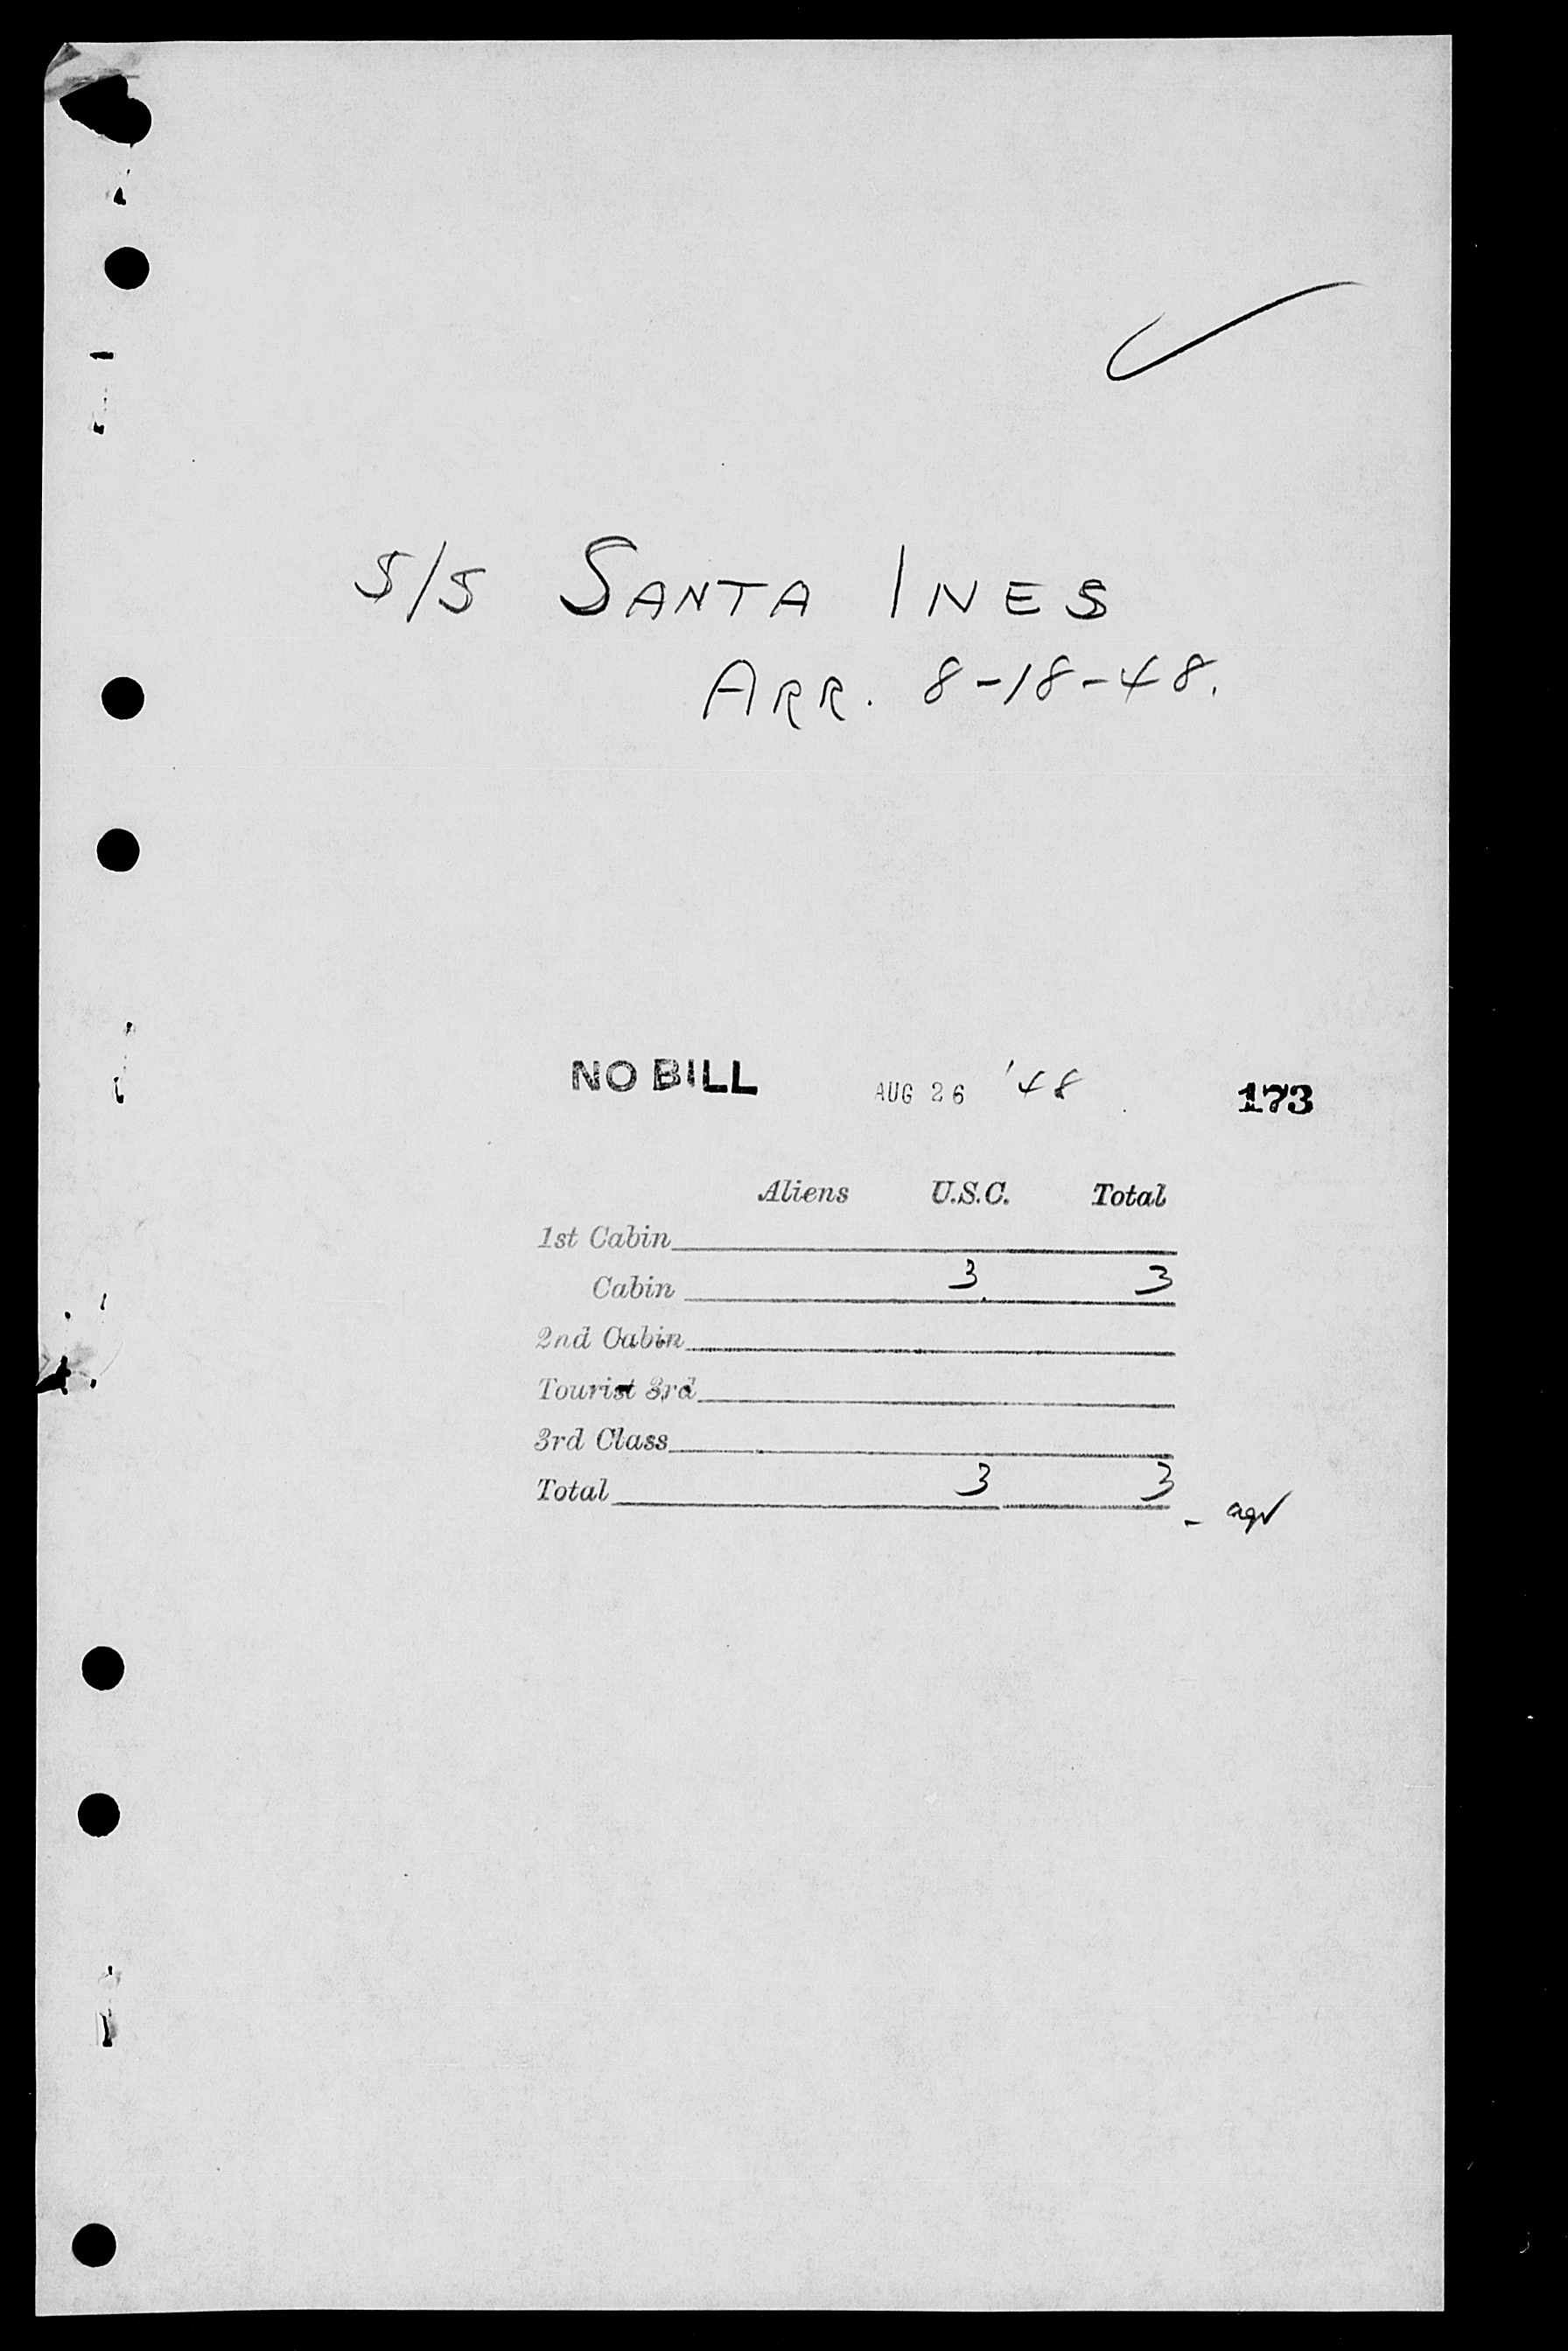 S/S SANTA INES
ARR. 8-18-48.
NO BILL AUG 26 '48 173
Aliens U.S.C. Total
1st Cabin
Cabin 3 3
2nd Cabin
Tourist 3rd
3rd Class
Total 3 3